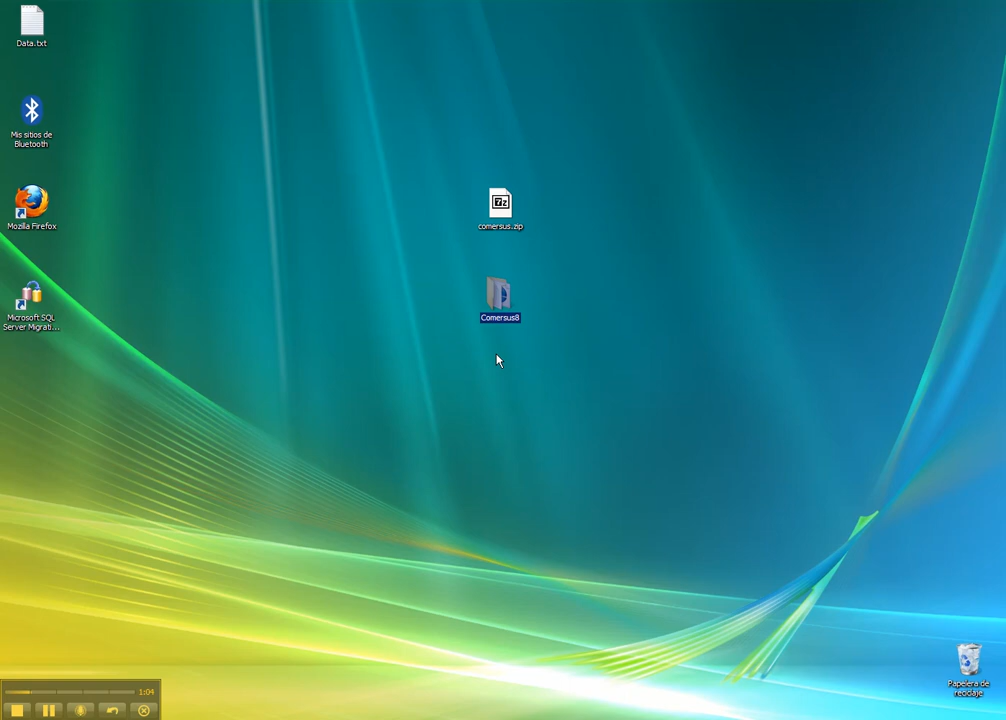 Data.txt
Mis sitios de
Bluetooth
Mozilla Firefox
Microsoft SQL
Server Migrati...
7z
comersus.zip
Comersus8
Papelera de
reciclaje
1:04